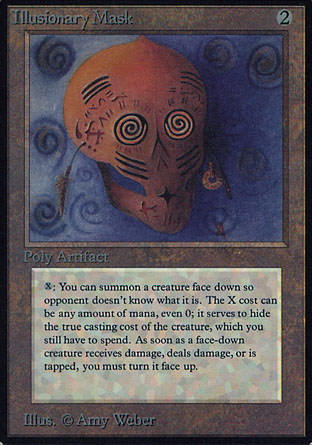 Illusionary Mask 2
Poly Artifact
X: You can summon a creature face down so
opponent doesn't know what it is. The X cost can
be any amount of mana, even 0; it serves to hide
the true casting cost of the creature, which you
still have to spend. As soon as a face-down
creature receives damage, deals damage, or is
tapped, you must turn it face up.
Illus. © Amy Weber